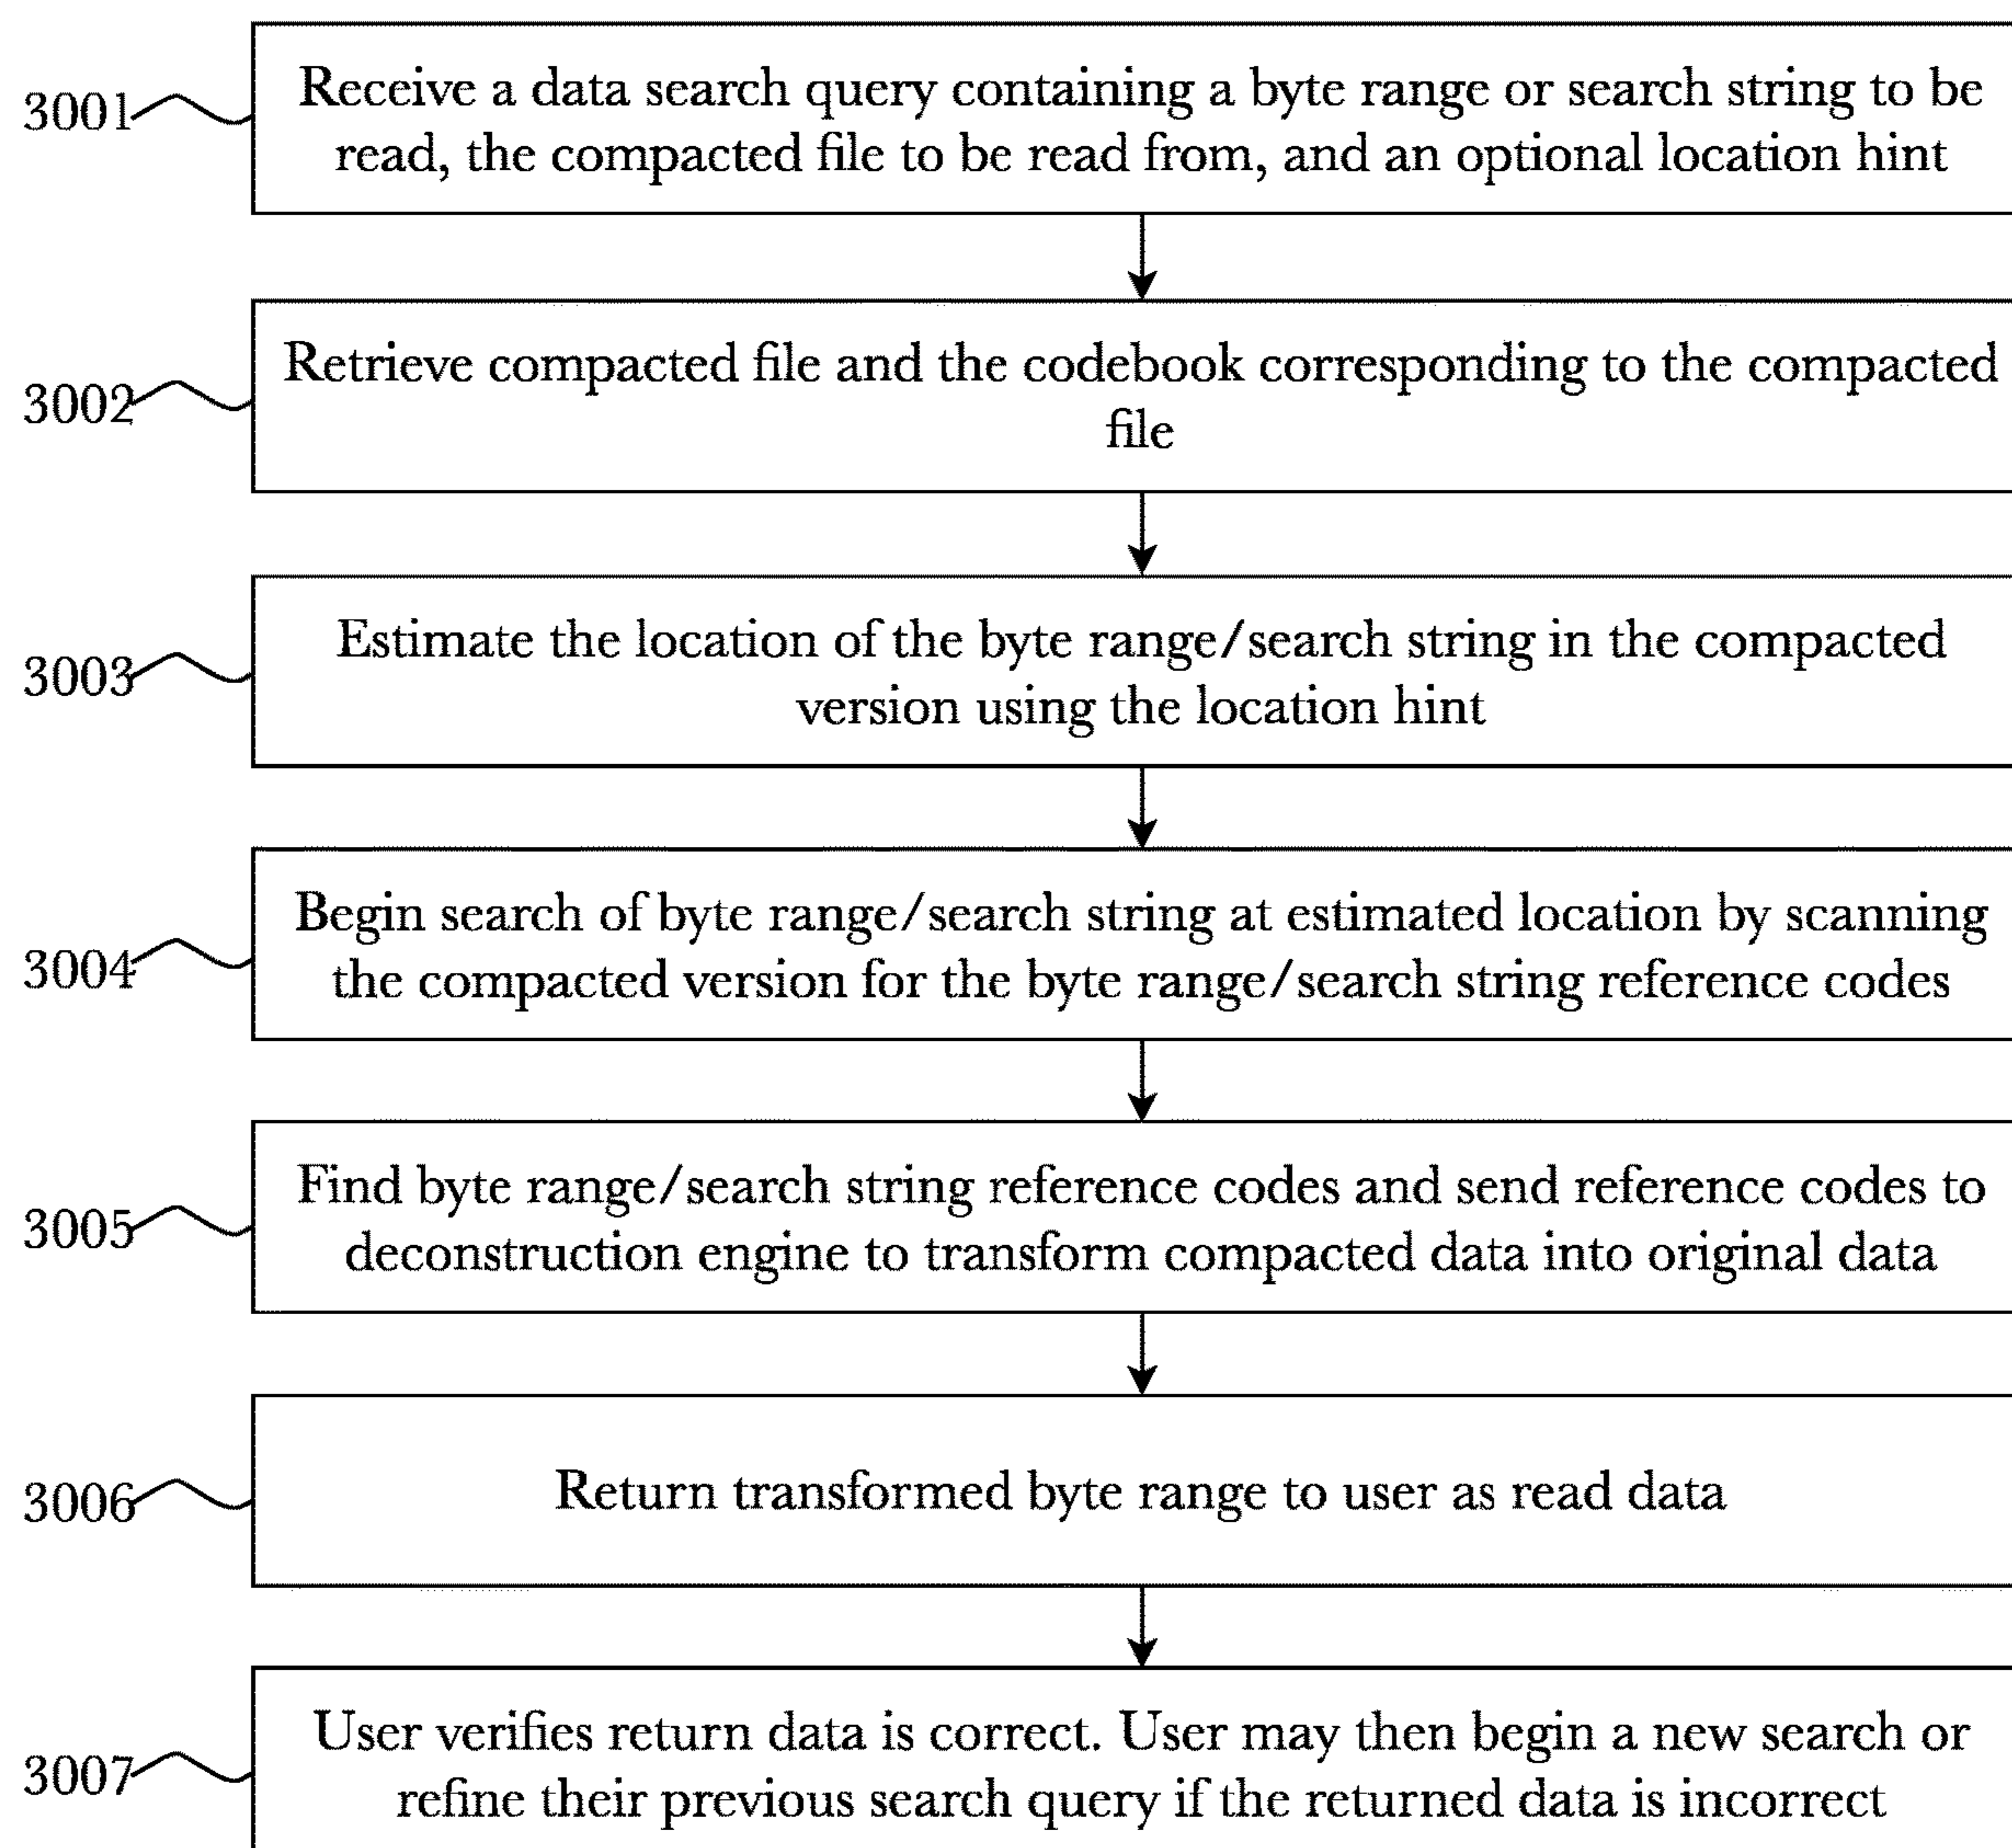 Receive a data search query containing a byte range or search string to be
3001
read, the compacted file to be read from, and an optional location hint
Retrieve compacted file and the codebook corresponding to the compacted
3002
file
Estimate the location of the byte range/search string in the compacted
3003
version using the location hint
Begin search of byte range/search string at estimated location by scanning
3004
the compacted version for the byte range/search string reference codes
Find byte range/search string reference codes and send reference codes to
3005
deconstruction engine to transform compacted data into original data
3006
Return transformed byte range to user as read data
User verifies return data is correct. User may then begin a new search or
3007
refine their previous search query if the returned data is incorrect